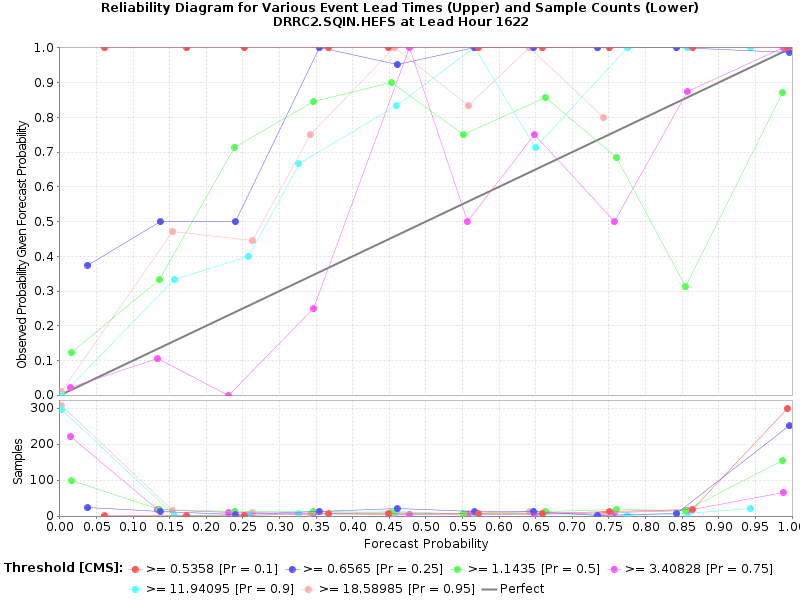 Reliability Diagram for Various Event Lead Times (Upper) and Sample Counts (Lower)
DRRC2.SQIN.HEFS at Lead Hour 1622
Observed Probability Given Forecast Probability
1.0
0.9
0.8
0.7
0.6
0.5
0.4
0.3
0.2
0.1
0.0
Samples
300
200
100
0
0.00 0.05 0.10 0.15 0.20 0.25 0.30 0.35 0.40 0.45 0.50 0.55 0.60 0.65 0.70 0.75 0.80 0.85 0.90 0.95 1.0
Forecast Probability
Threshold [CMS]: >= 0.5358 [Pr = 0.1] >= 0.6565 [Pr = 0.25] >= 1.1435 [Pr = 0.5] >= 3.40828 [Pr = 0.75]
>= 11.94095 [Pr = 0.9] >= 18.58985 [Pr = 0.95] Perfect